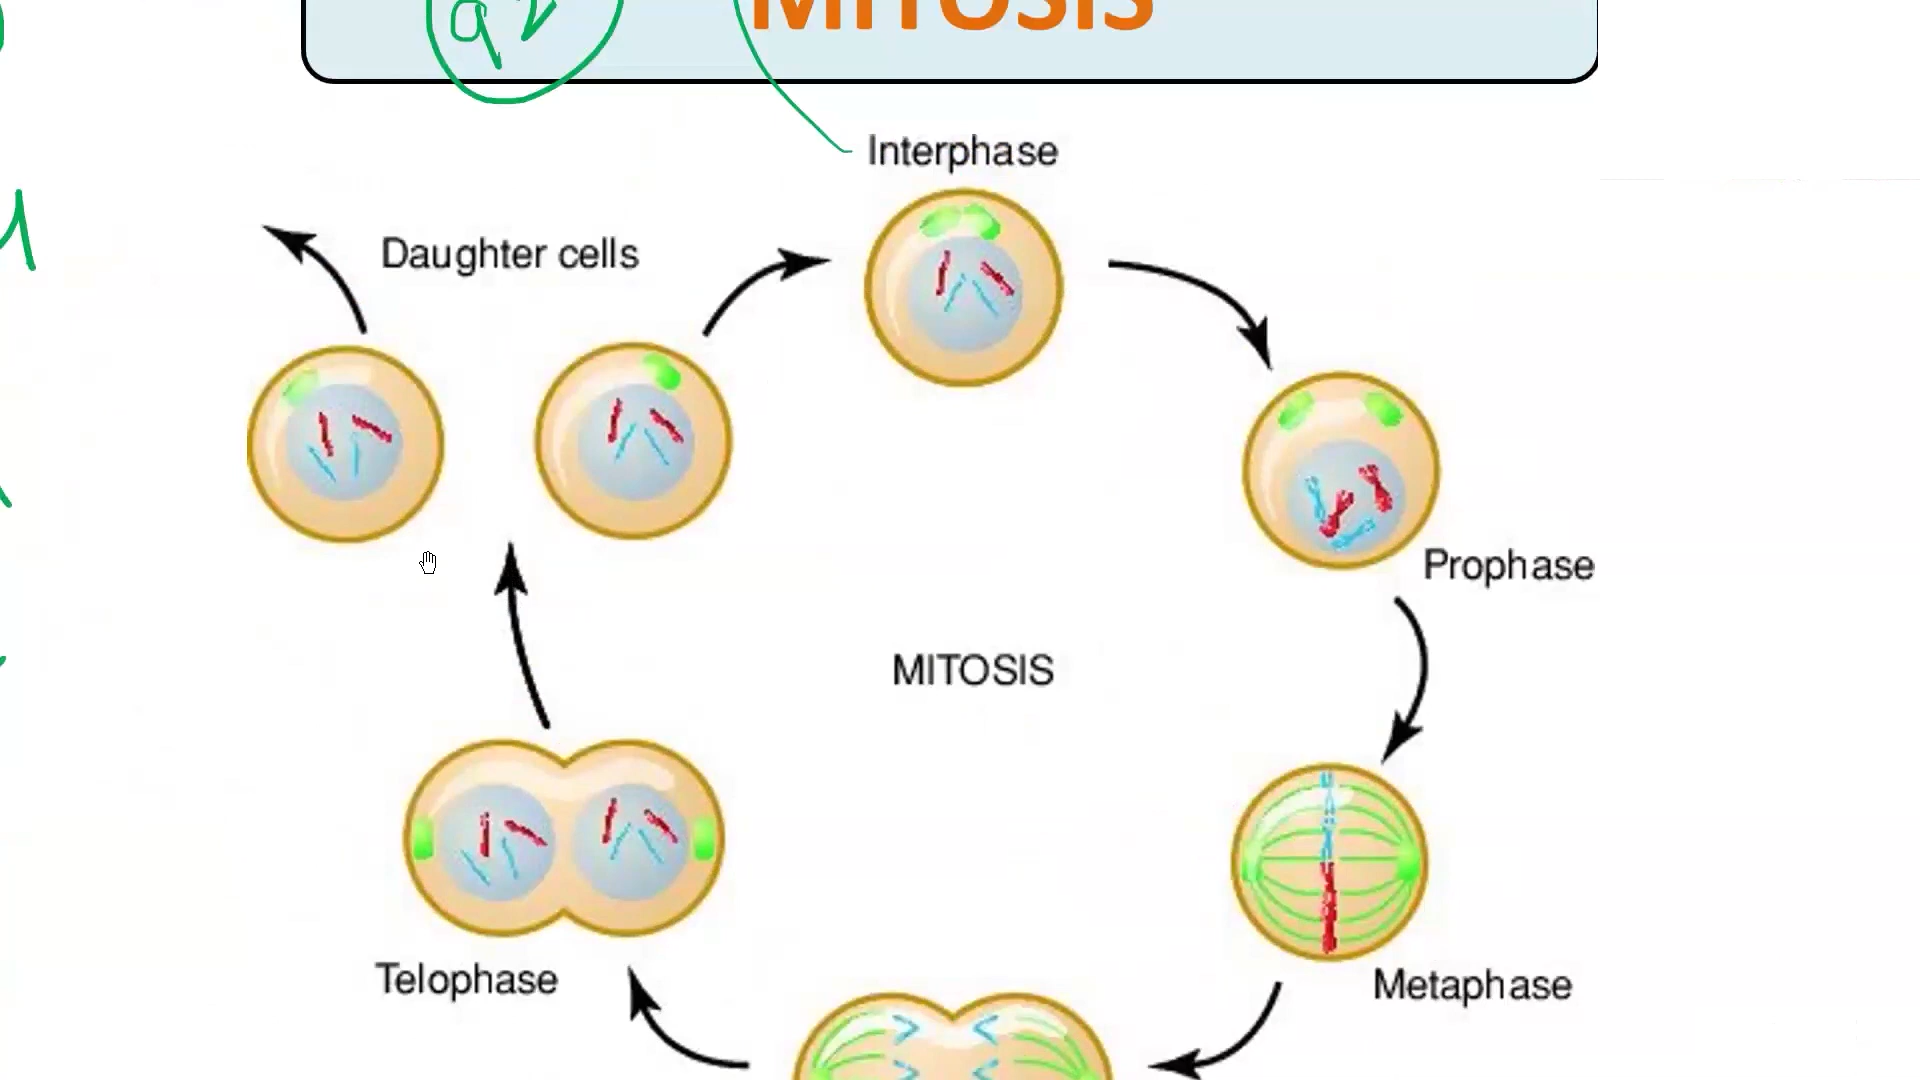 MITOSIS
Interphase
Daughter cells
Prophase
MITOSIS
Telophase
Metaphase